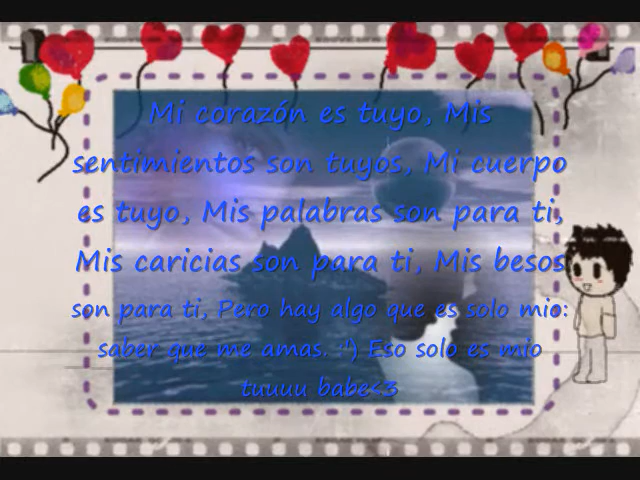 Mi corazón es tuyo, Mis
sentimientos son tuyos, Mi cuerpo
es tuyo, Mis palabras son para ti,
Mis caricias son para ti, Mis besos
son para ti, Pero hay algo que es solo mio:
saber que me amas. :') Eso solo es mio
tuuuu babe<3